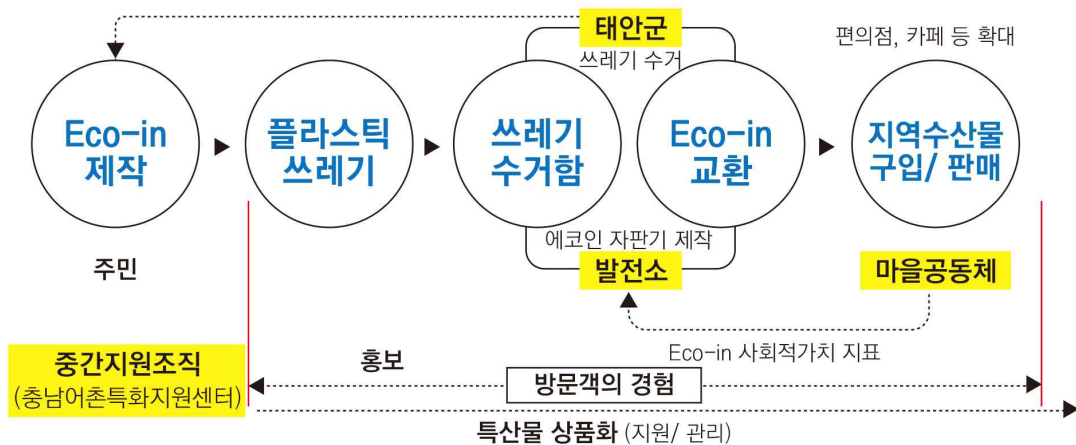 태안군
쓰레기 수거
편의점, 카페 등 확대
Eco-in
제작
플라스틱
쓰레기
쓰레기
수거함
Eco-in
교환
지역수산물
구입/ 판매
에코인 자판기 제작
주민
발전소
마을공동체
Eco-in 사회적가치 지표
중간지원조직
(충남어촌특화지원센터)
홍보
방문객의 경험
특산물 상품화 (지원/ 관리)